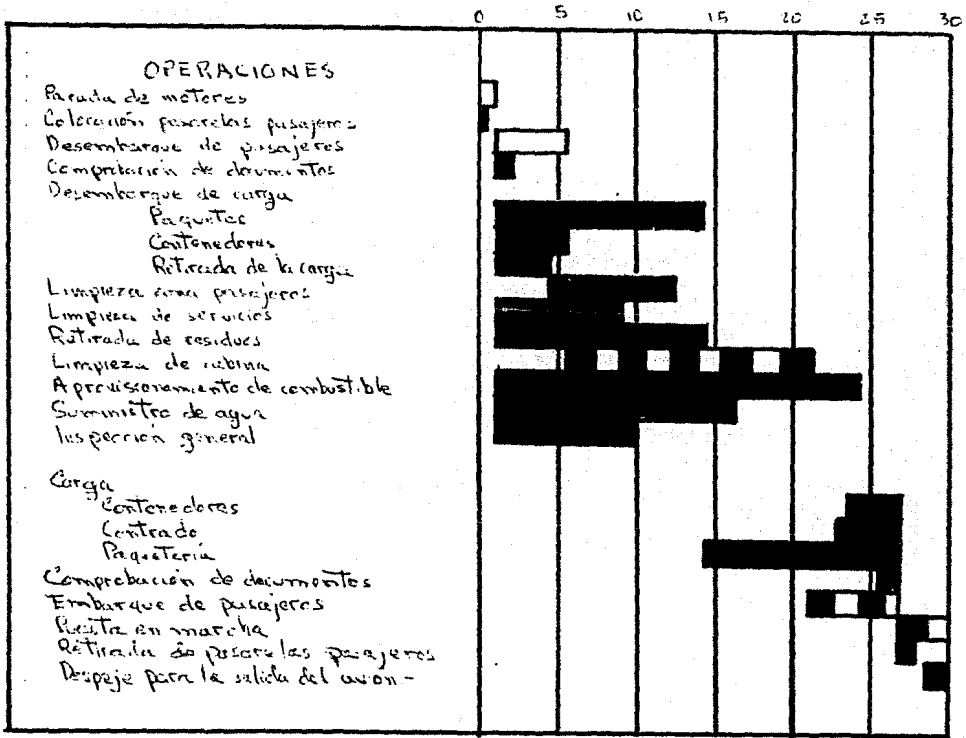 0 5 10 15 20 25 30
OPERACIONES
Parada de motores
Colocación pasarelas pasajeros
Desembarque de pasajeros
Comprobación de documentos
Desembarque de carga
Paquetes
Contenedores
Retirada de la carga
Limpieza zona pasajeros
Limpieza de servicios
Retirada de residuos
Limpieza de cabina
Aprovisionamiento de combustible
Suministro de agua
Inspección general
Carga
Contenedores
Centrado
Paquetería
Comprobación de documentos
Embarque de pasajeros
Puesta en marcha
Retirada de pasarelas pasajeros
Despeje para la salida del avión-